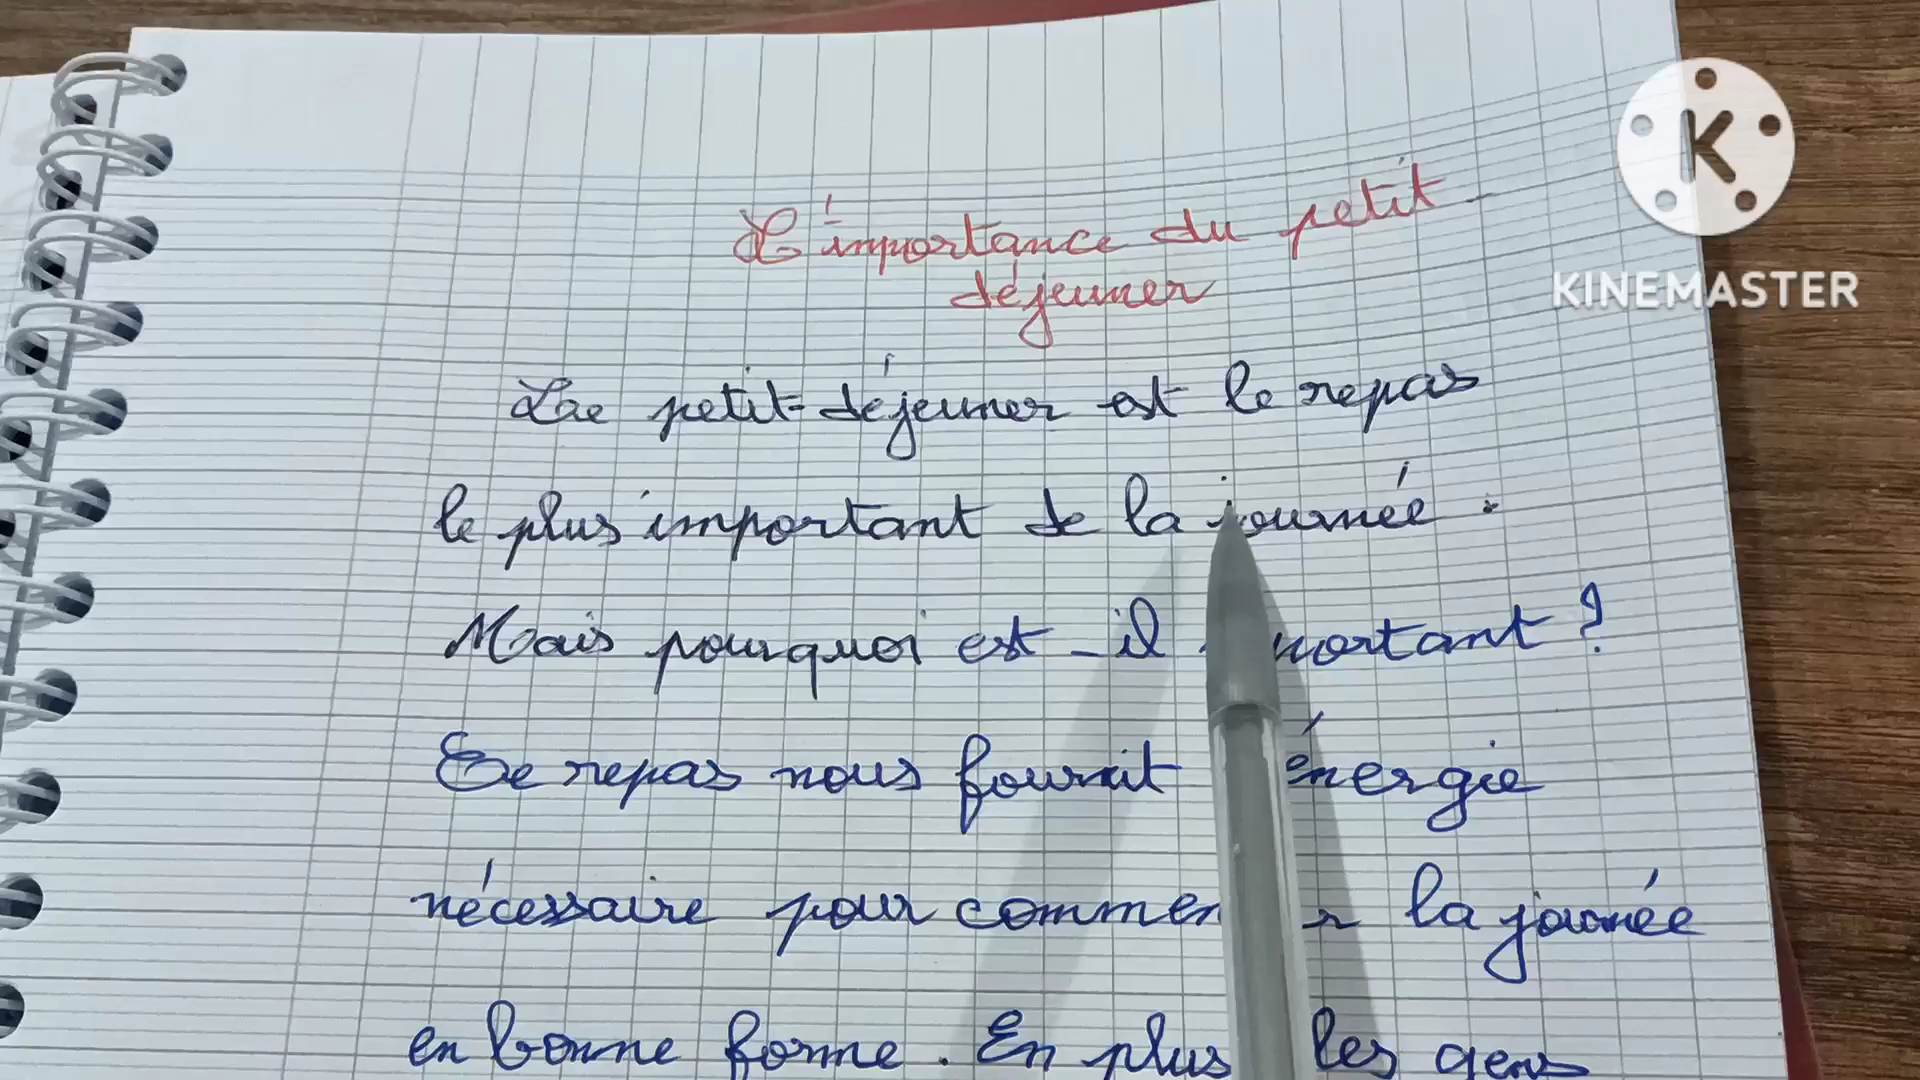 L'importance du petit-
déjeuner
Le petit-déjeuner est le repas
le plus important de la journée.
Mais pourquoi est-il ?
Ce repas nous fournit énergie
nécessaire pour la journée
en bonne forme. En plus les gens
K
KINEMASTER